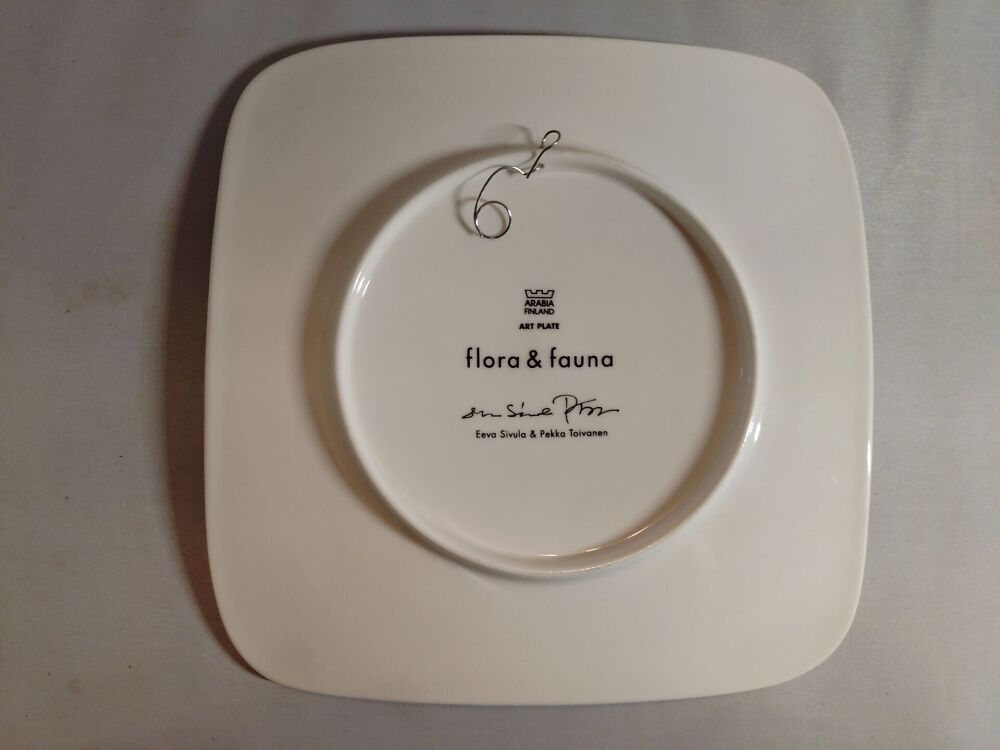 ARABIA
FINLAND
ART PLATE
flora & fauna
Eeva Sivula & Pekka Toivanen